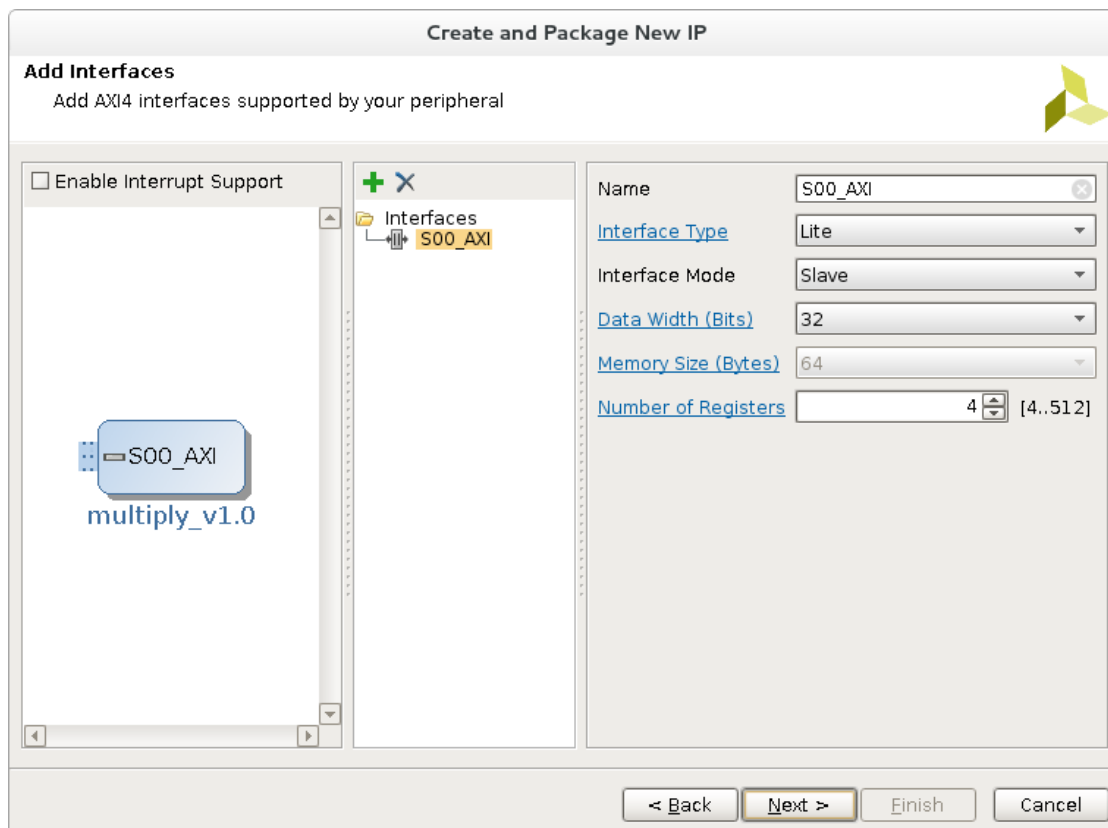 Create and Package New IP
Add Interfaces
Add AXI4 interfaces supported by your peripheral
Enable Interrupt Support
S00_AXI
multiply_v1.0
Interfaces
S00_AXI
Name S00_AXI
Interface Type Lite
Interface Mode Slave
Data Width (Bits) 32
Memory Size (Bytes) 64
Number of Registers 4 [4..512]
< Back Next > Finish Cancel